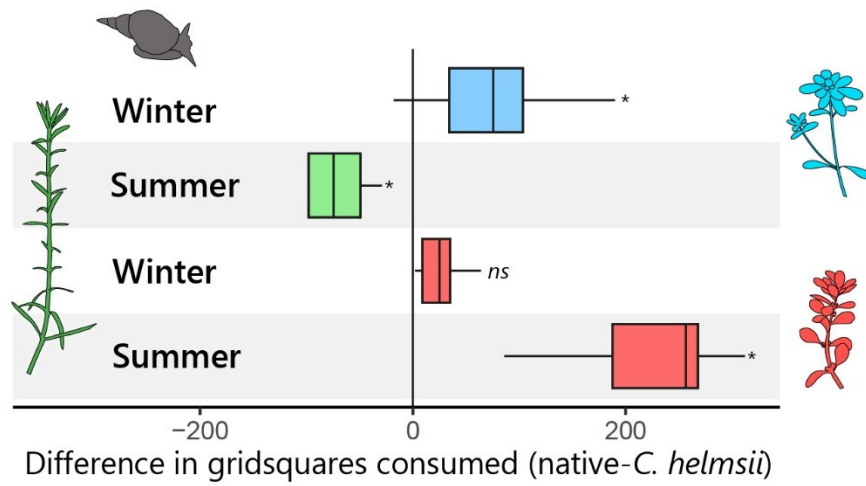 Winter *
Summer *
Winter ns
Summer *
−200 0 200
Difference in gridsquares consumed (native-C. helmsii)